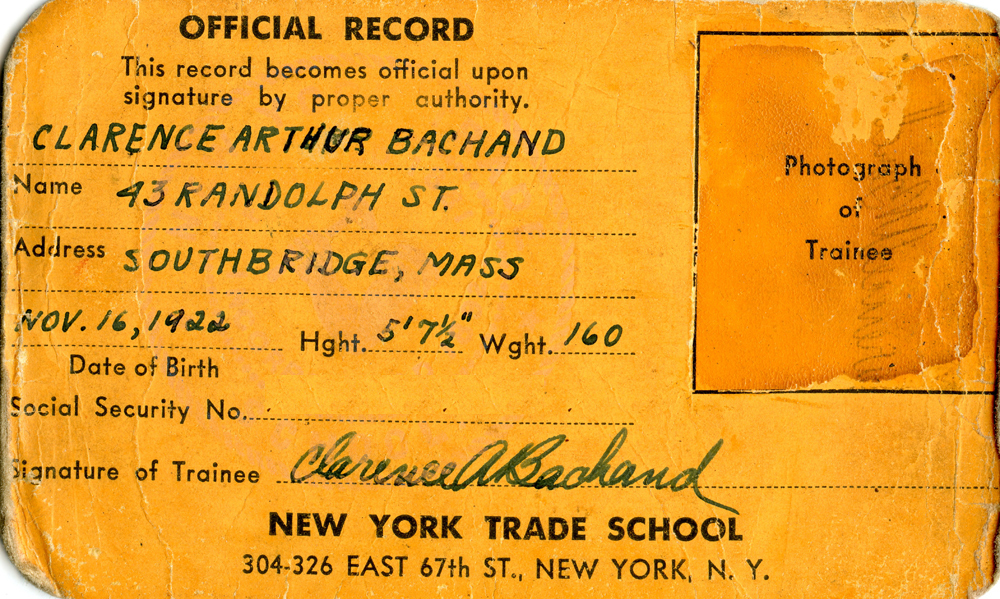 OFFICIAL RECORD
This record becomes official upon
signature by proper authority.
CLARENCE ARTHUR BACHAND
Name 43 RANDOLPH ST.
Address SOUTHBRIDGE, MASS
NOV. 16, 1922 Hght. 5' 7½" Wght. 160
Date of Birth
Social Security No.
Signature of Trainee Clarence A Bachand
NEW YORK TRADE SCHOOL
304-326 EAST 67th ST., NEW YORK, N. Y.
Photograph
of
Trainee